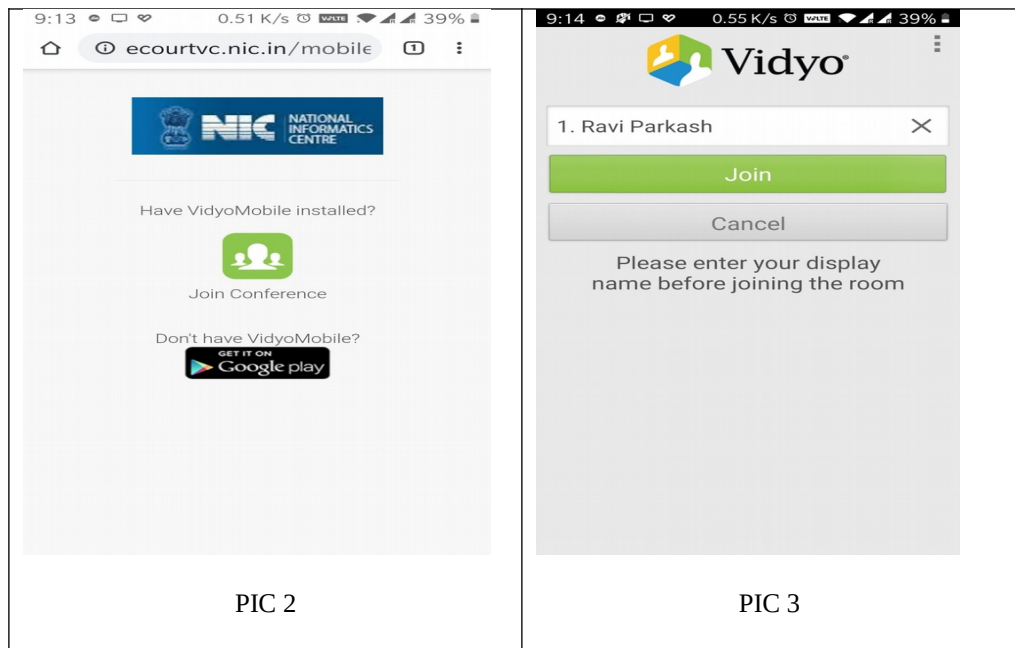 9:13 0.51 K/s VoLTE 39%
ecourtvc.nic.in/mobile 1
NIC NATIONAL INFORMATICS CENTRE
Have VidyoMobile installed?
Join Conference
Don't have VidyoMobile?
GET IT ON
Google play
PIC 2
9:14 0.55 K/s VoLTE 39%
Vidyo
1. Ravi Parkash
Join
Cancel
Please enter your display
name before joining the room
PIC 3